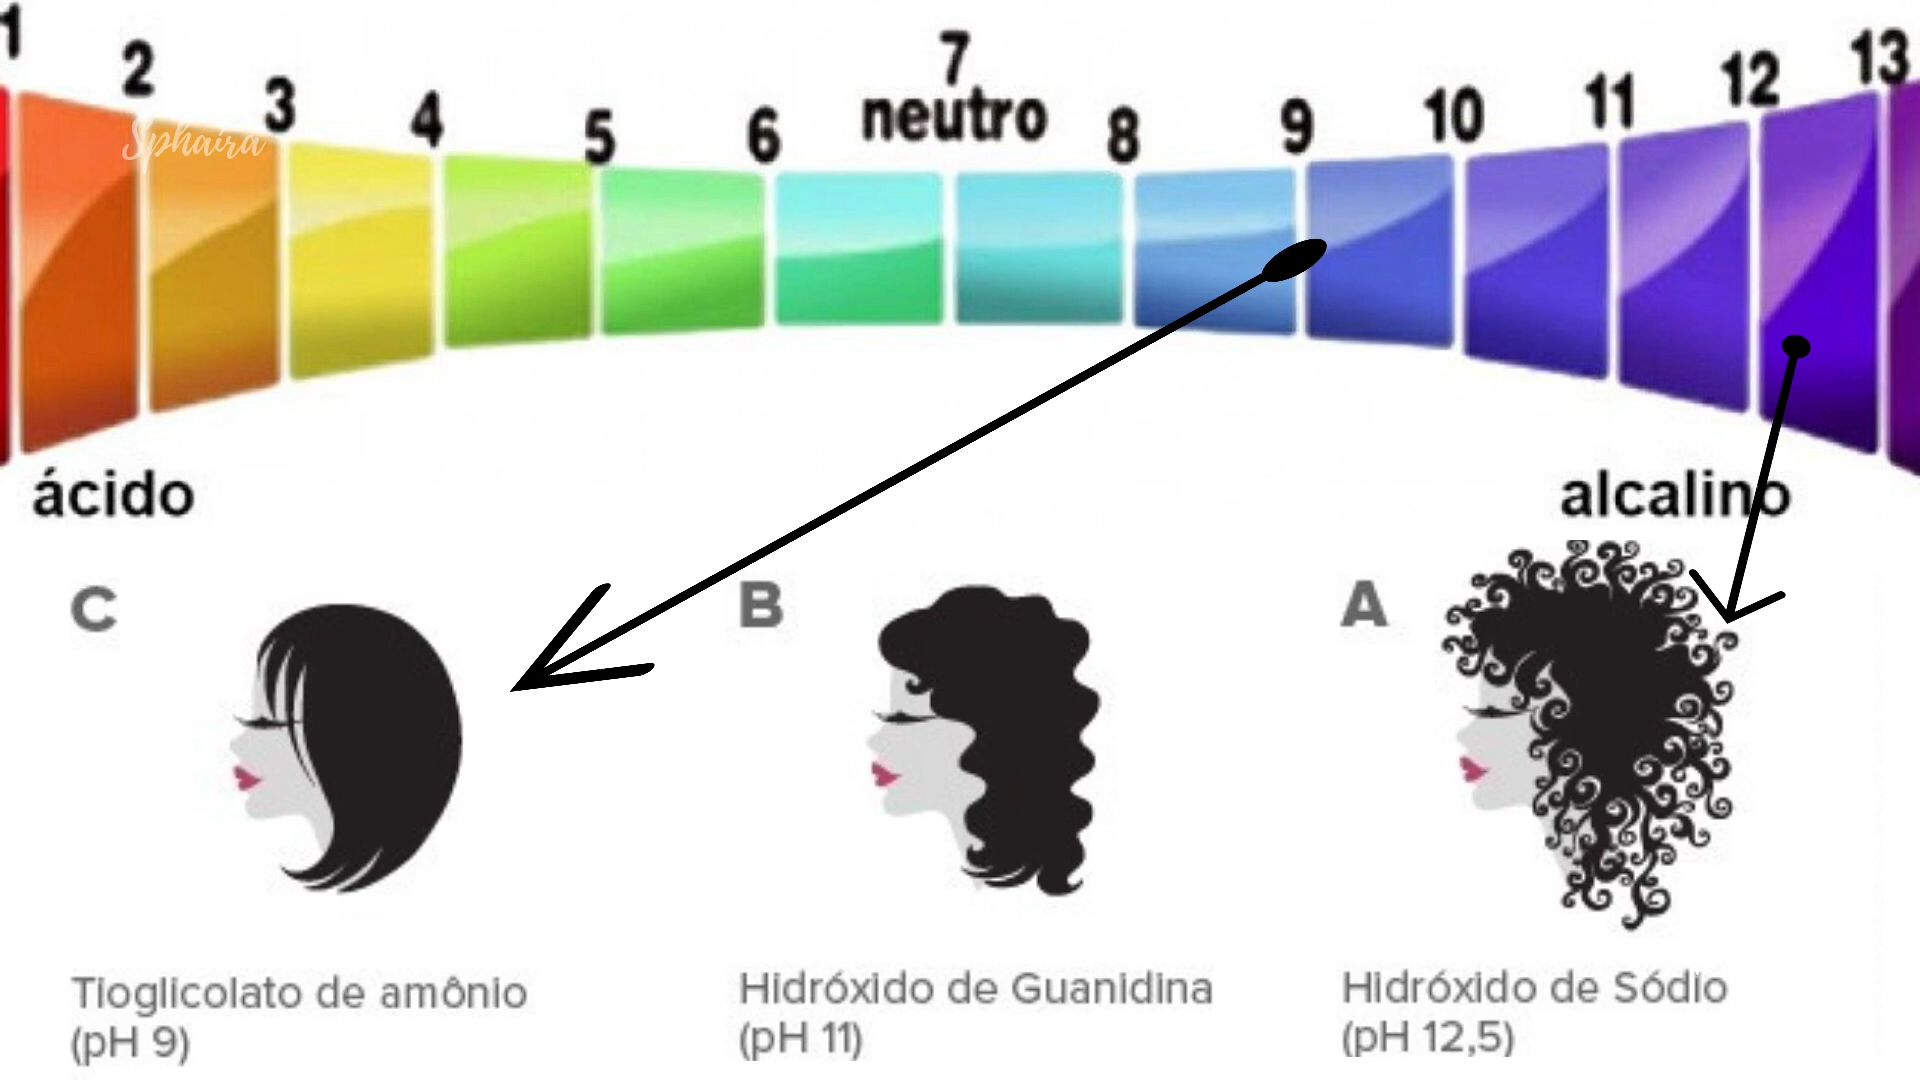 1
2
3
4
5
6
7
neutro
8
9
10
11
12
13
Sphaira
ácido
alcalino
C
B
A
Tioglicolato de amônio
(pH 9)
Hidróxido de Guanidina
(pH 11)
Hidróxido de Sódio
(pH 12,5)